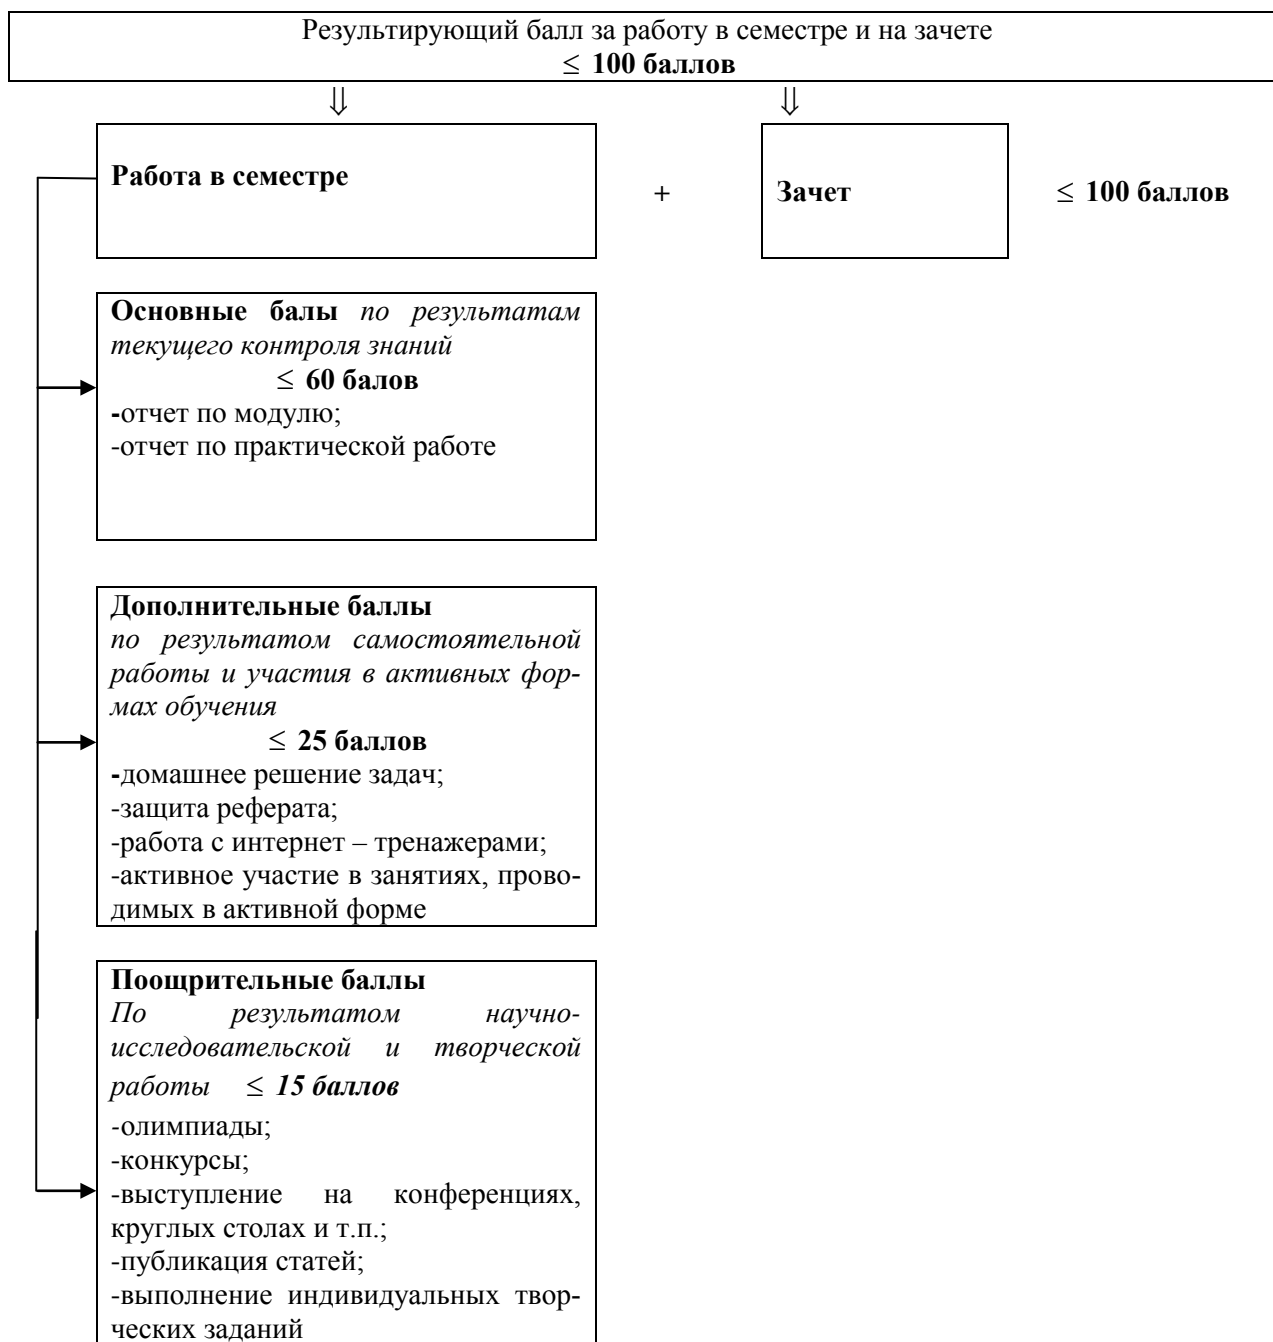 Результирующий балл за работу в семестре и на зачете
≤ 100 баллов
⇓ ⇓
Работа в семестре + Зачет ≤ 100 баллов
Основные балы по результатам
текущего контроля знаний
≤ 60 балов
-отчет по модулю;
-отчет по практической работе
Дополнительные баллы
по результатом самостоятельной
работы и участия в активных фор-
мах обучения
≤ 25 баллов
-домашнее решение задач;
-защита реферата;
-работа с интернет – тренажерами;
-активное участие в занятиях, прово-
димых в активной форме
Поощрительные баллы
По результатом научно-
исследовательской и творческой
работы ≤ 15 баллов
-олимпиады;
-конкурсы;
-выступление на конференциях,
круглых столах и т.п.;
-публикация статей;
-выполнение индивидуальных твор-
ческих заданий